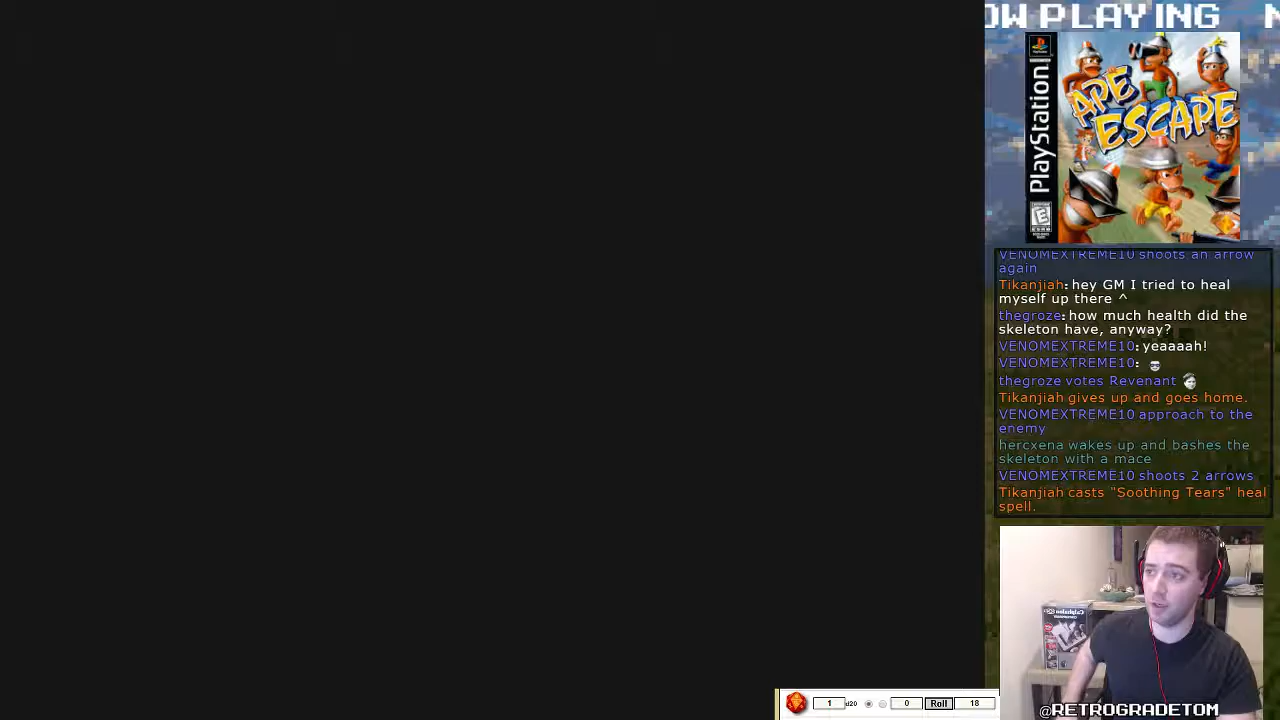 OW PLAYING N
PlayStation
APE
ESCAPE
VENOMEXTREME10 shoots an arrow
again
Tikanjiah: hey GM I tried to heal
myself up there ^
thegroze: how much health did the
skeleton have, anyway?
VENOMEXTREME10: yeaaaah!
VENOMEXTREME10:
thegroze votes Revenant
Tikanjiah gives up and goes home.
VENOMEXTREME10 approach to the
enemy
hercxena wakes up and bashes the
skeleton with a mace
VENOMEXTREME10 shoots 2 arrows
Tikanjiah casts "Soothing Tears" heal
spell.
1 d20 0 Roll 18
@RETROGRADETOM